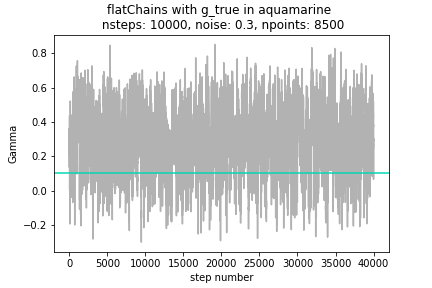 flatChains with g_true in aquamarine
nsteps: 10000, noise: 0.3, npoints: 8500
0.8
0.6
0.4
0.2
0.0
−0.2
Gamma
0 5000 10000 15000 20000 25000 30000 35000 40000
step number